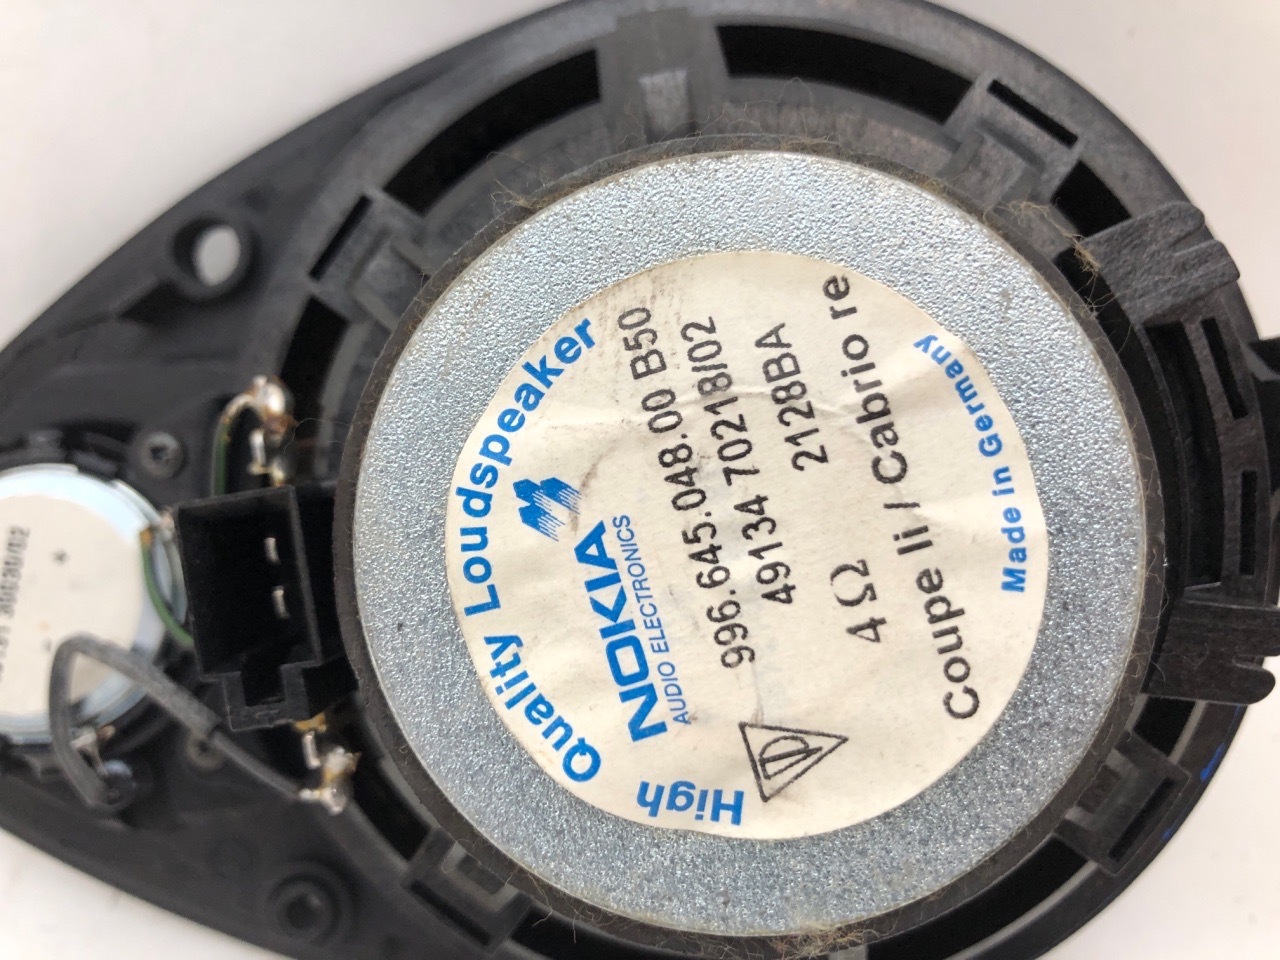 High Quality Loudspeaker
NOKIA
AUDIO ELECTRONICS
996.645.048.00 B50
49134 70218/02
2128BA
4 Ω
Coupe li / Cabrio re
Made in Germany